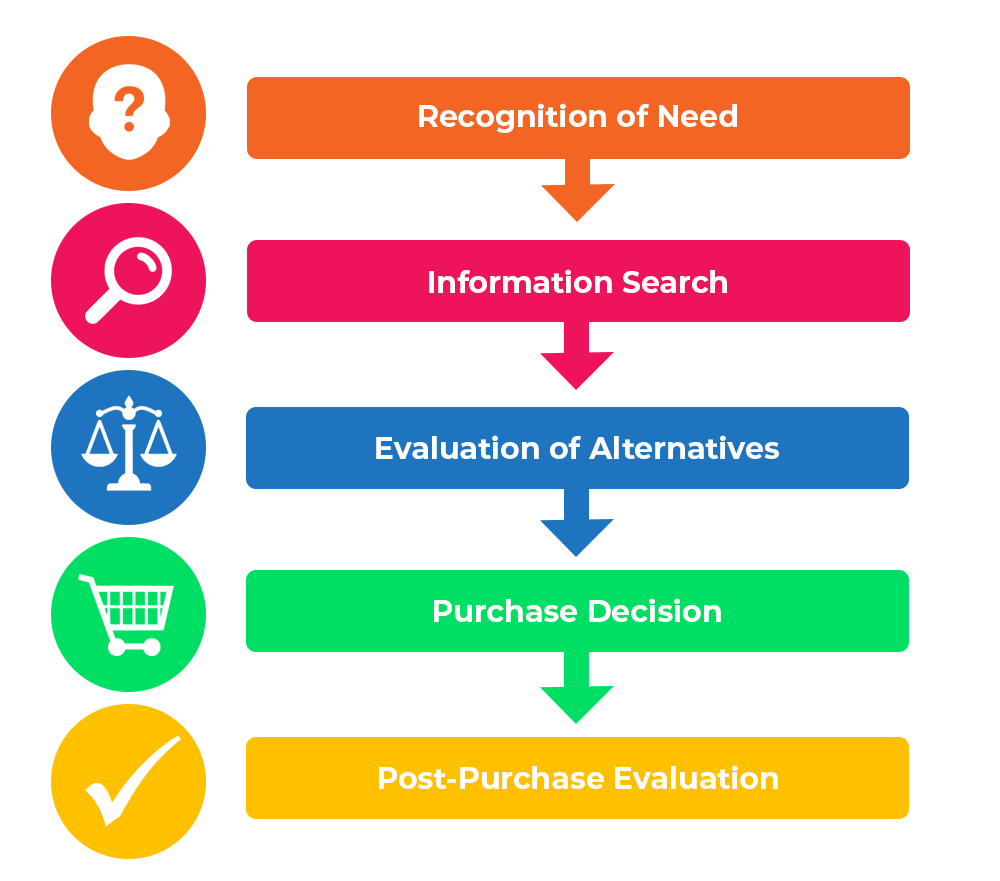 ?
Recognition of Need
Information Search
Evaluation of Alternatives
Purchase Decision
Post-Purchase Evaluation